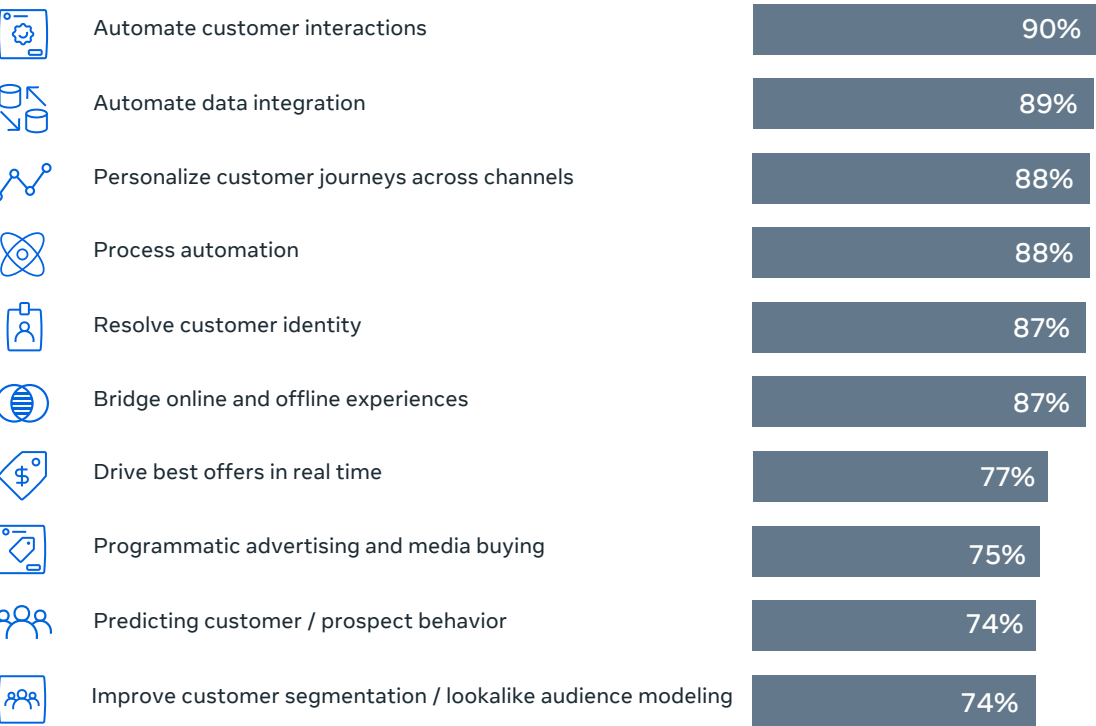 Automate customer interactions 90%
Automate data integration 89%
Personalize customer journeys across channels 88%
Process automation 88%
Resolve customer identity 87%
Bridge online and offline experiences 87%
Drive best offers in real time 77%
Programmatic advertising and media buying 75%
Predicting customer / prospect behavior 74%
Improve customer segmentation / lookalike audience modeling 74%